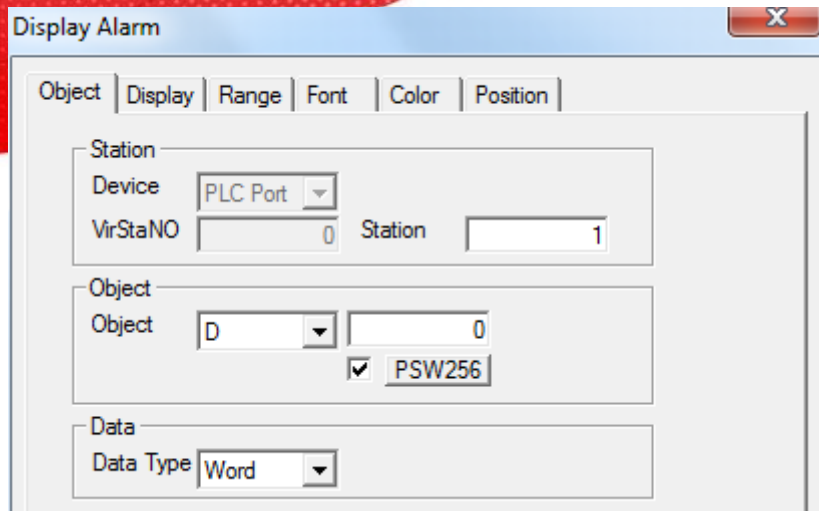 Display Alarm
x
Object Display Range Font Color Position
Station
Device PLC Port
VirStaNO 0 Station 1
Object
Object D 0
PSW256
Data
Data Type Word